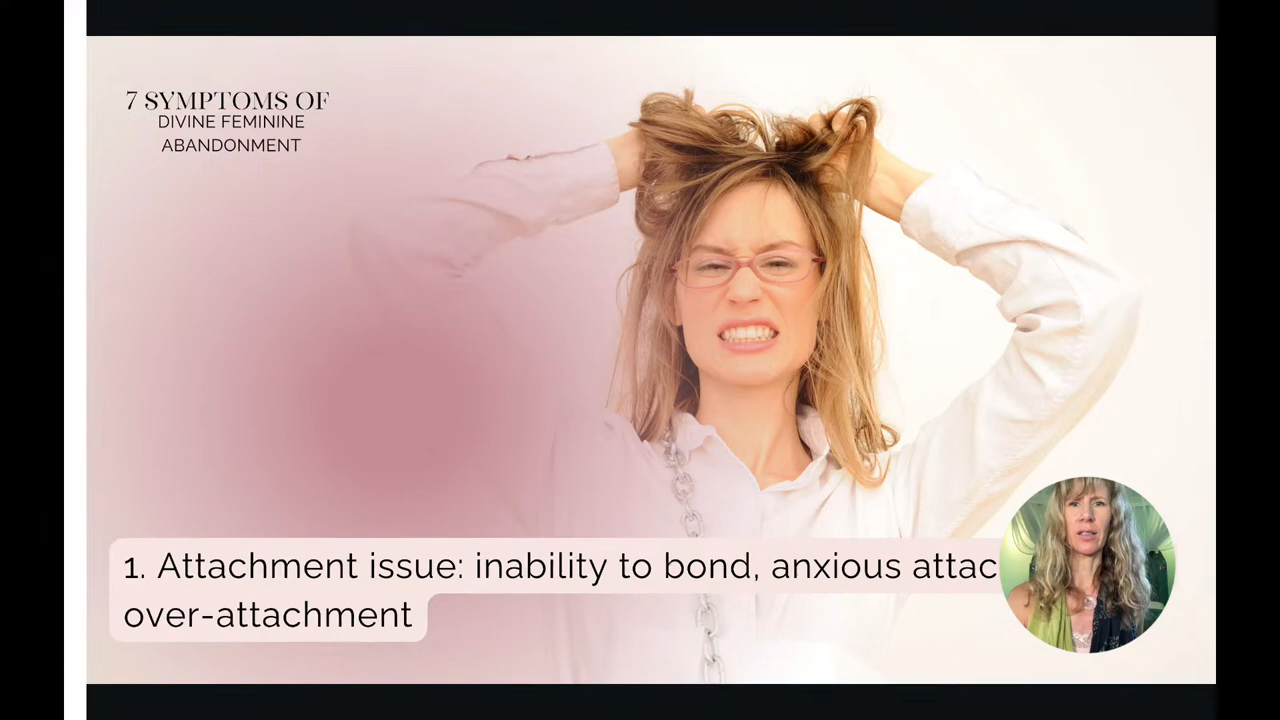 7 SYMPTOMS OF
DIVINE FEMININE
ABANDONMENT
1. Attachment issue: inability to bond, anxious attac
over-attachment